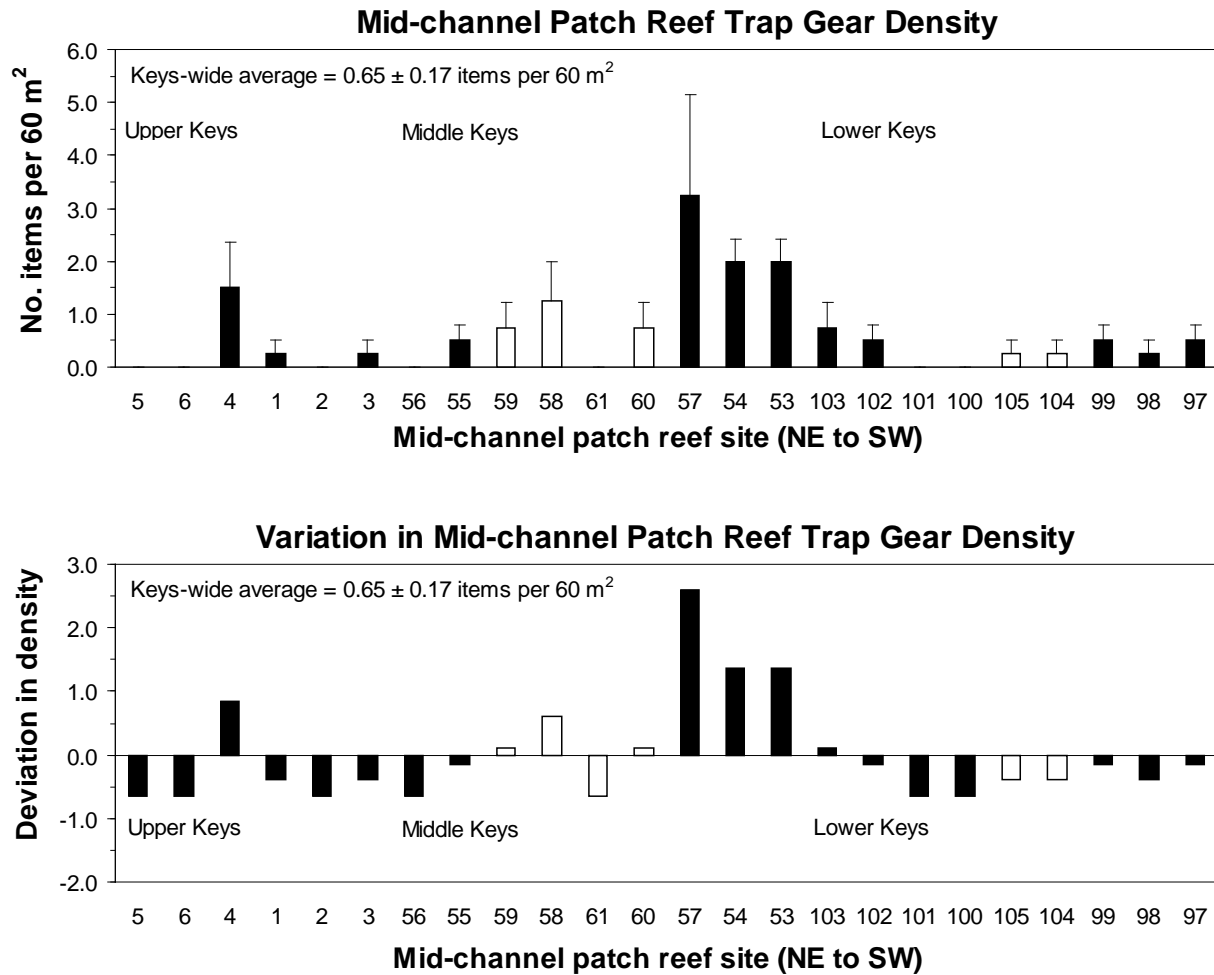 Mid-channel Patch Reef Trap Gear Density
No. items per 60 m²
6.0
5.0
4.0
3.0
2.0
1.0
0.0
Keys-wide average = 0.65 ± 0.17 items per 60 m²
Upper Keys Middle Keys Lower Keys
5 6 4 1 2 3 56 55 59 58 61 60 57 54 53 103 102 101 100 105 104 99 98 97
Mid-channel patch reef site (NE to SW)
Variation in Mid-channel Patch Reef Trap Gear Density
Deviation in density
3.0
2.0
1.0
0.0
-1.0
-2.0
Keys-wide average = 0.65 ± 0.17 items per 60 m²
Upper Keys Middle Keys Lower Keys
5 6 4 1 2 3 56 55 59 58 61 60 57 54 53 103 102 101 100 105 104 99 98 97
Mid-channel patch reef site (NE to SW)